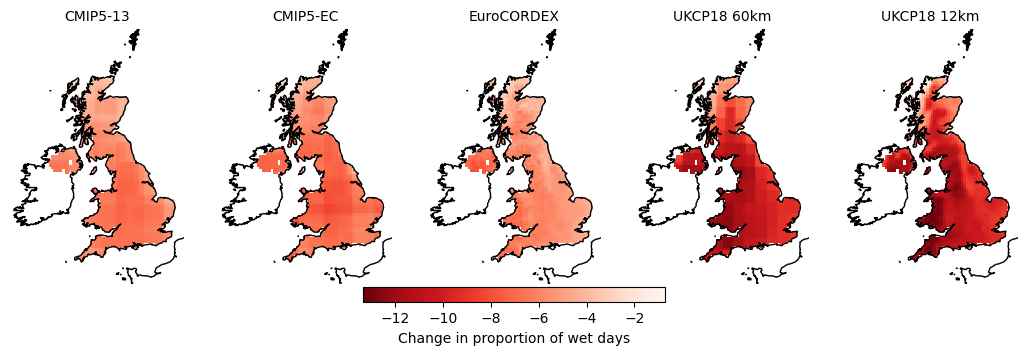 CMIP5-13 CMIP5-EC EuroCORDEX UKCP18 60km UKCP18 12km
−12 −10 −8 −6 −4 −2
Change in proportion of wet days